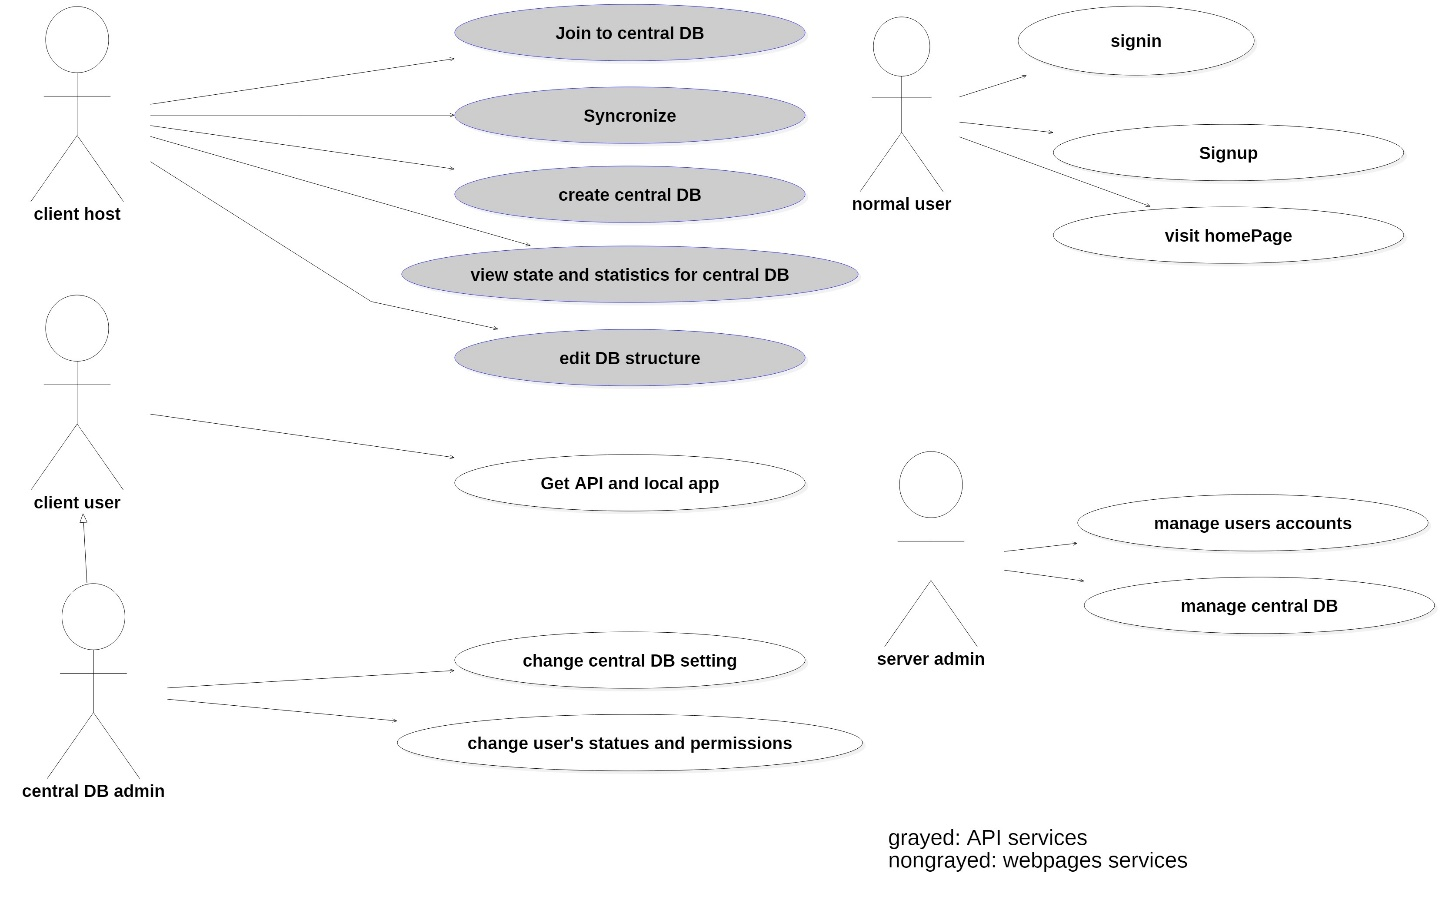 Join to central DB
signin
Syncronize
Signup
create central DB
normal user
client host
visit homePage
view state and statistics for central DB
edit DB structure
Get API and local app
client user
manage users accounts
manage central DB
server admin
change central DB setting
change user's statues and permissions
central DB admin
grayed: API services
nongrayed: webpages services